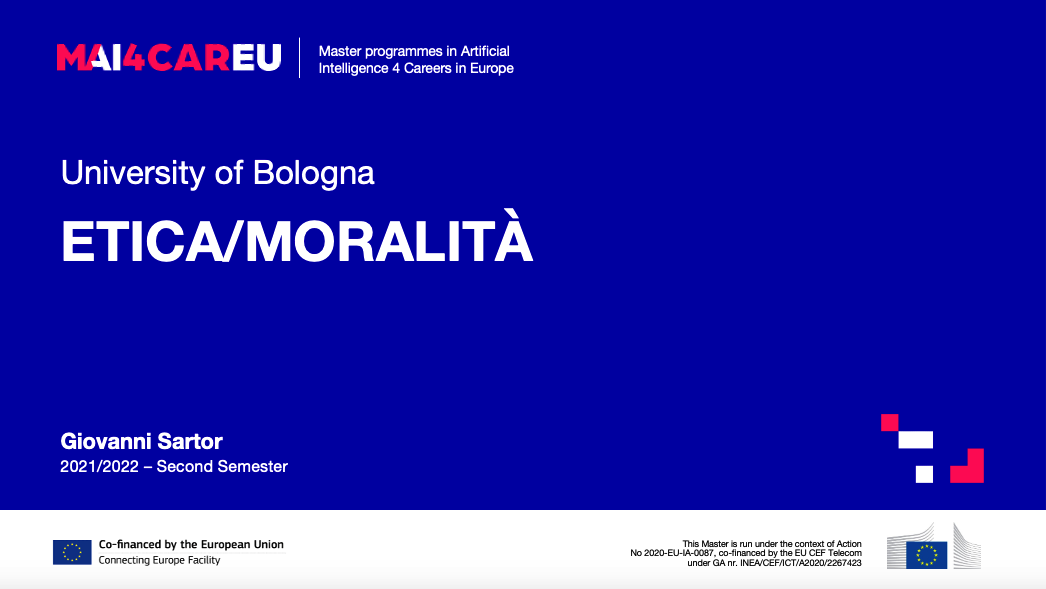 MAI4CAREU
Master programmes in Artificial
Intelligence 4 Careers in Europe
University of Bologna
ETICA/MORALITÀ
Giovanni Sartor
2021/2022 – Second Semester
Co-financed by the European Union
Connecting Europe Facility
This Master is run under the context of Action
No 2020-EU-IA-0087, co-financed by the EU CEF Telecom
under GA nr. INEA/CEF/ICT/A2020/2267423